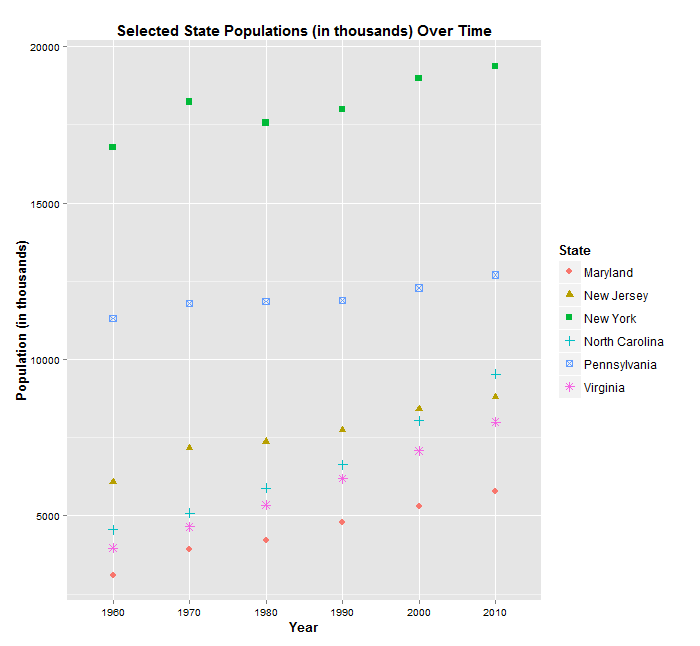 Selected State Populations (in thousands) Over Time
20000
15000
10000
5000
Population (in thousands)
1960 1970 1980 1990 2000 2010
Year
State
Maryland
New Jersey
New York
North Carolina
Pennsylvania
Virginia